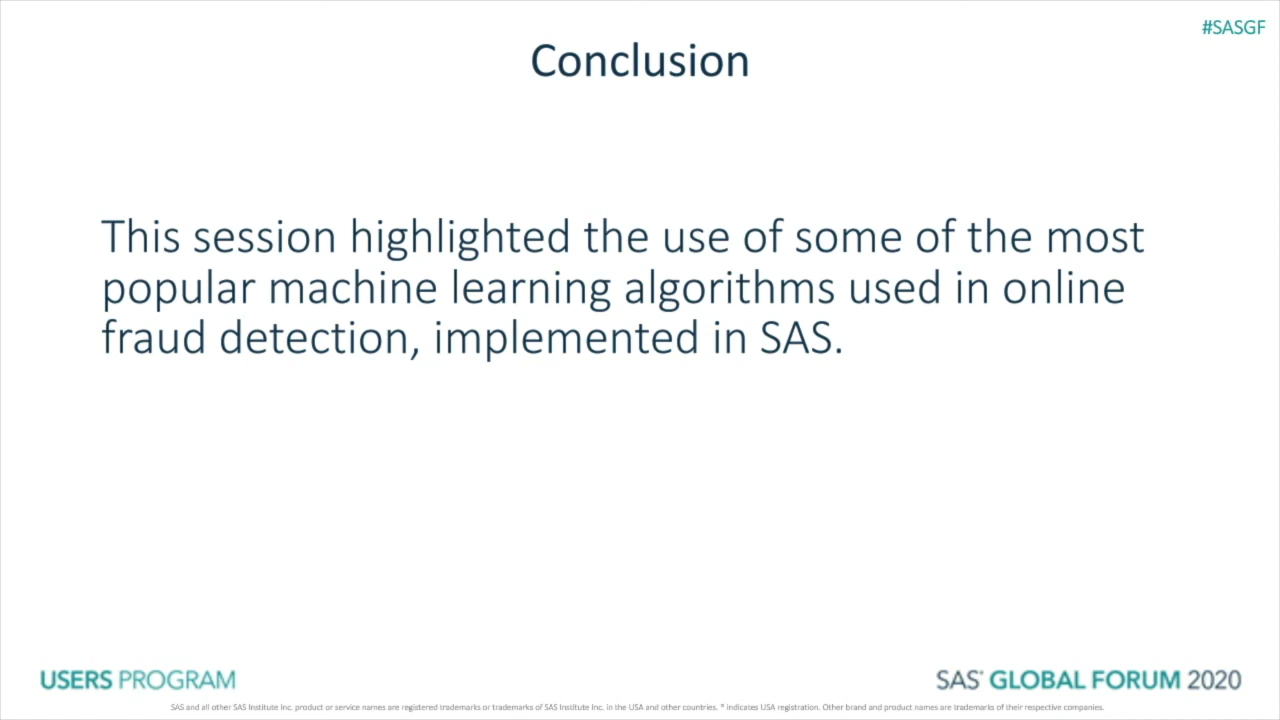 #SASGF
Conclusion
This session highlighted the use of some of the most
popular machine learning algorithms used in online
fraud detection, implemented in SAS.
USERS PROGRAM
SAS® GLOBAL FORUM 2020
SAS and all other SAS Institute Inc. product or service names are registered trademarks or trademarks of SAS Institute Inc. in the USA and other countries. ® indicates USA registration. Other brand and product names are trademarks of their respective companies.